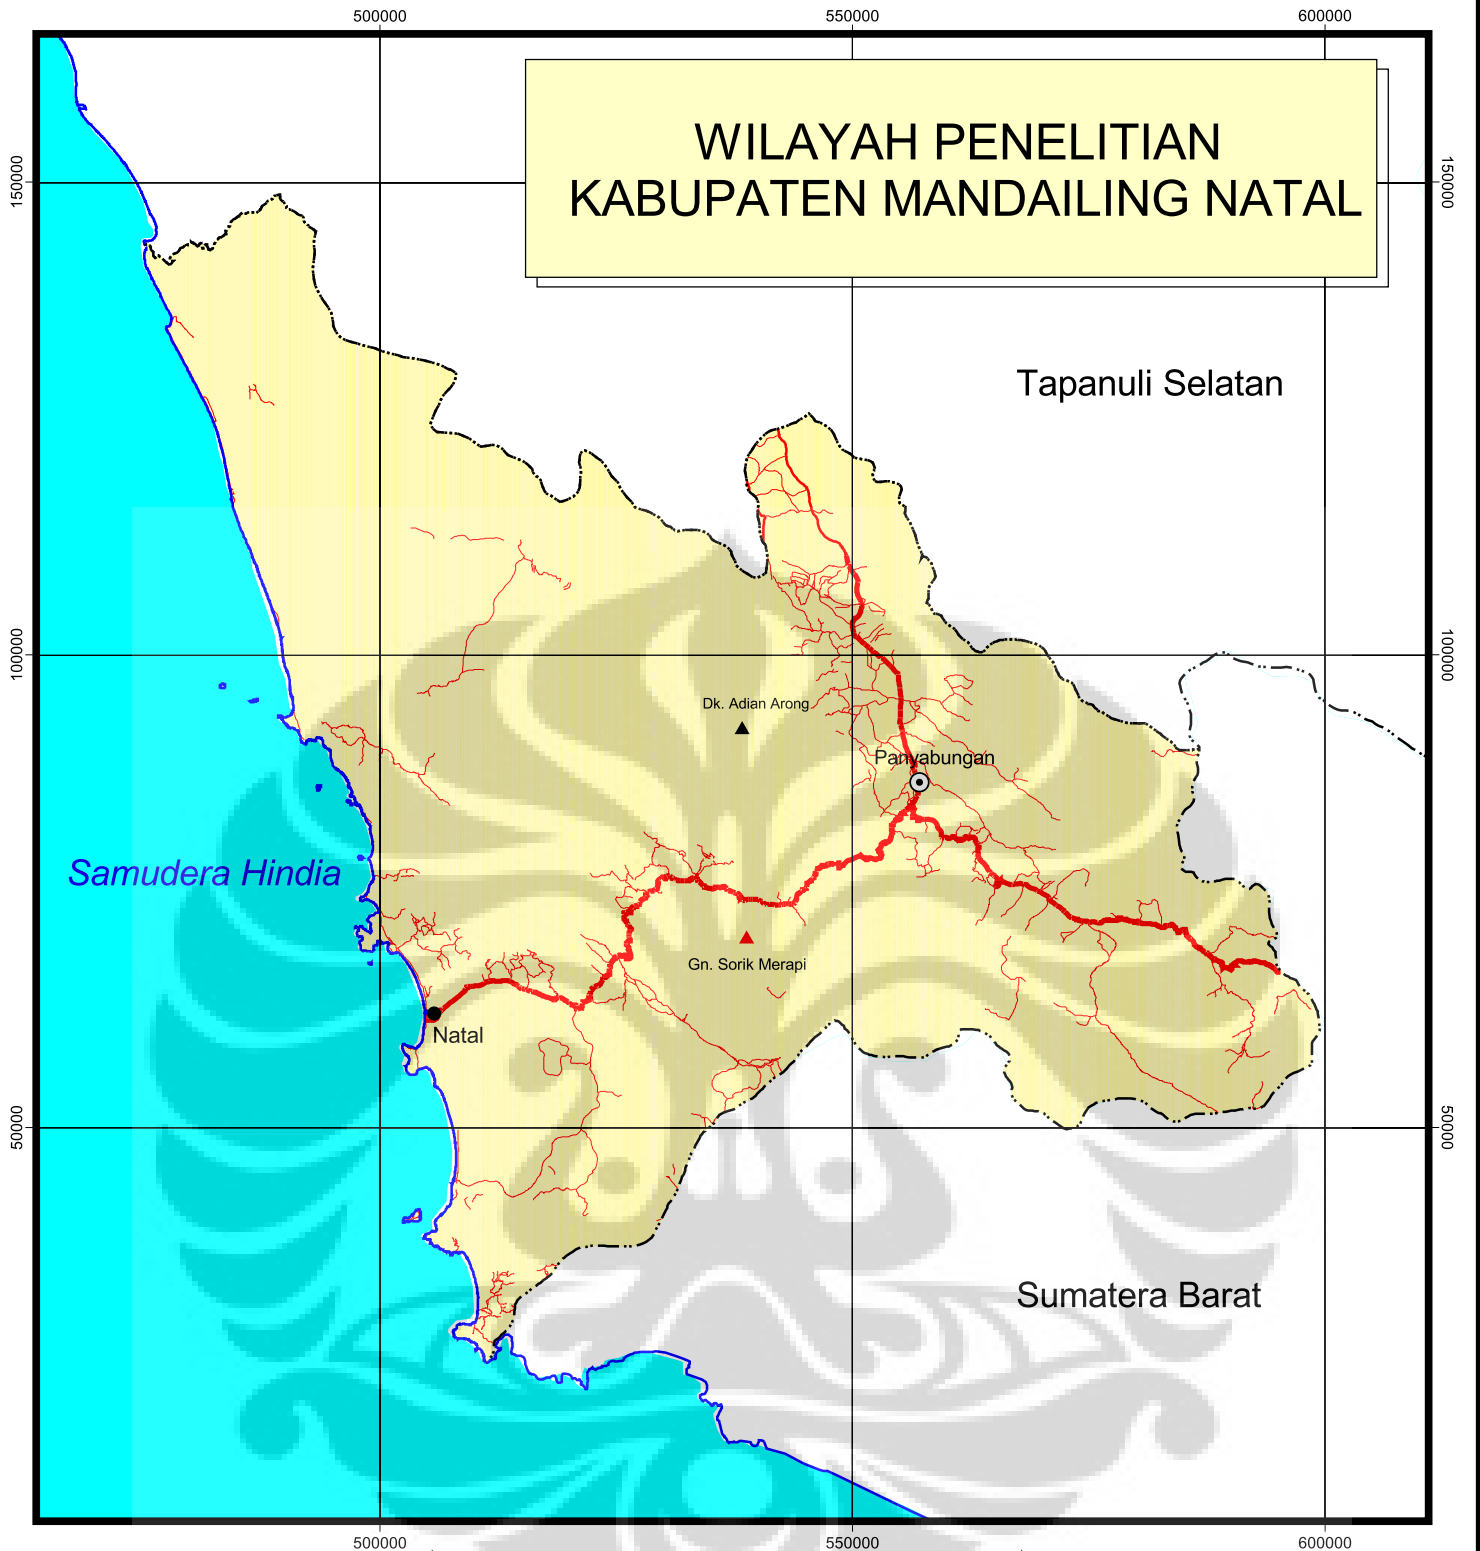 500000 550000 600000
WILAYAH PENELITIAN
KABUPATEN MANDAILING NATAL
150000 150000
Tapanuli Selatan
100000 100000
Dk. Adian Arong
Panyabungan
Samudera Hindia
Gn. Sorik Merapi
Natal
50000 50000
Sumatera Barat
500000 550000 600000